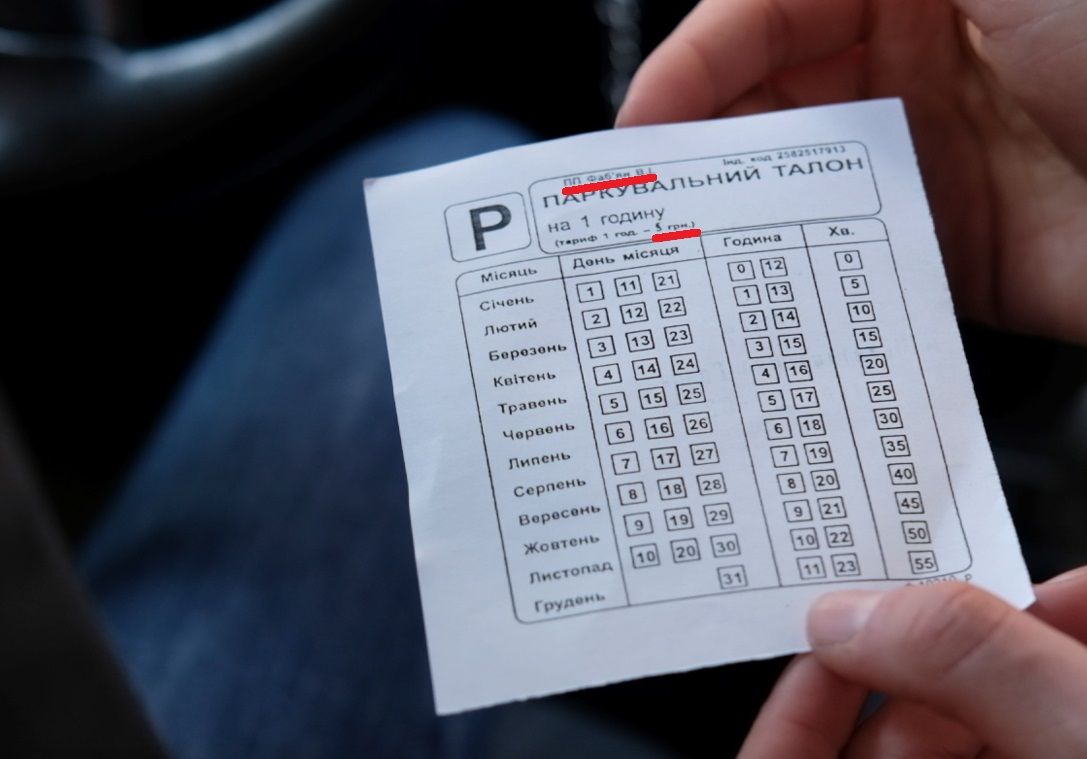 ПП Фаб'ян В.І.
Інд. код 2582517913
P
ПАРКУВАЛЬНИЙ ТАЛОН
на 1 годину
(тариф 1 год. – 5 грн.)
Місяць День місяця Година Хв.
Січень 1 11 21 0 12 0
Лютий 2 12 22 1 13 5
Березень 3 13 23 2 14 10
Квітень 4 14 24 3 15 15
Травень 5 15 25 4 16 20
Червень 6 16 26 5 17 25
Липень 7 17 27 6 18 30
Серпень 8 18 28 7 19 35
Вересень 9 19 29 8 20 40
Жовтень 10 20 30 9 21 45
Листопад 31 10 22 50
Грудень 11 23 55